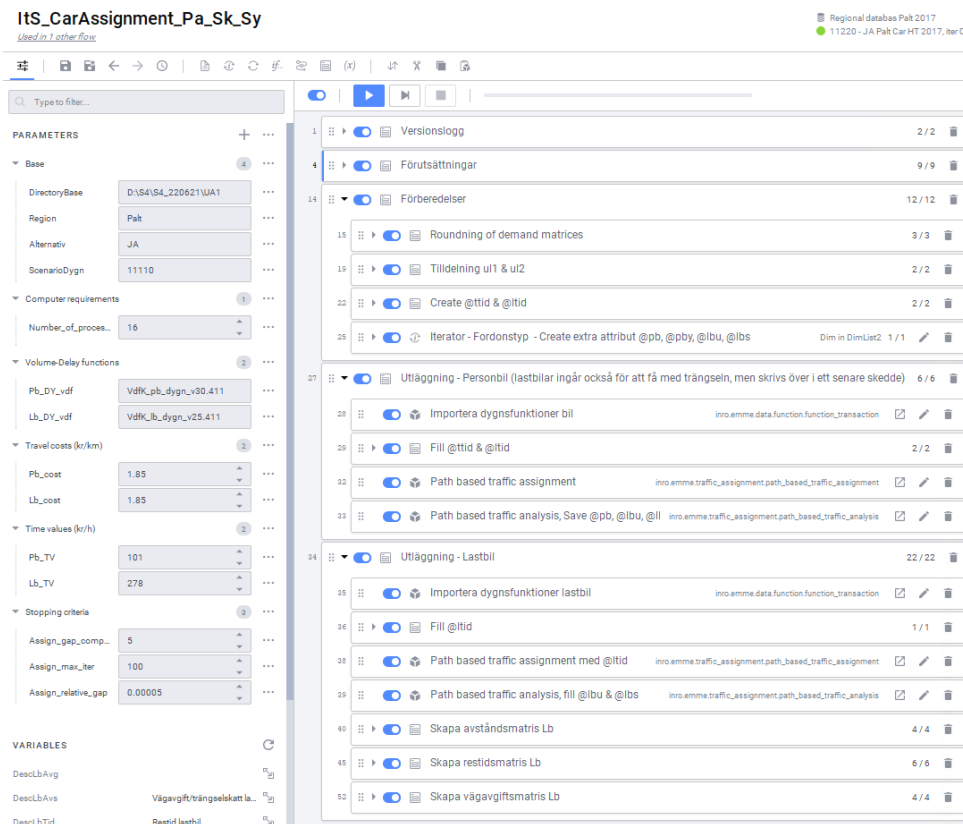 ItS_CarAssignment_Pa_Sk_Sy
Used in 1 other flow
Regional databas Palt 2017
11220 - JA Palt Car HT 2017, iter
Type to filter...
PARAMETERS
Base 4
DirectoryBase D:\S4\S4_220621\UA1
Region Palt
Alternativ JA
ScenarioDygn 11110
Computer requirements 1
Number_of_proces... 16
Volume-Delay functions 2
Pb_DY_vdf VdfK_pb_dygn_v30.411
Lb_DY_vdf VdfK_lb_dygn_v25.411
Travel costs (kr/km) 2
Pb_cost 1.85
Lb_cost 1.85
Time values (kr/h) 2
Pb_TV 101
Lb_TV 278
Stopping criteria 3
Assign_gap_comp... 5
Assign_max_iter 100
Assign_relative_gap 0.00005
VARIABLES
DescLbAvg
DescLbAvs Vägavgift/trängselskatt la...
DescLbTid Restid lastbil
1 Versionslogg 2 / 2
4 Förutsättningar 9 / 9
14 Förberedelser 12 / 12
15 Roundning of demand matrices 3 / 3
19 Tilldelning ul1 & ul2 2 / 2
22 Create @ttid & @ltid 2 / 2
25 Iterator - Fordonstyp - Create extra attribut @pb, @pby, @lbu, @lbs Dim in DimList2 1 / 1
27 Utläggning - Personbil (lastbilar ingår också för att få med trängseln, men skrivs över i ett senare skedde) 6 / 6
28 Importera dygnsfunktioner bil inro.emme.data.function.function_transaction
29 Fill @ttid & @ltid 2 / 2
32 Path based traffic assignment inro.emme.traffic_assignment.path_based_traffic_assignment
33 Path based traffic analysis, Save @pb, @lbu, @ll inro.emme.traffic_assignment.path_based_traffic_analysis
34 Utläggning - Lastbil 22 / 22
35 Importera dygnsfunktioner lastbil inro.emme.data.function.function_transaction
36 Fill @ltid 1 / 1
38 Path based traffic assignment med @ltid inro.emme.traffic_assignment.path_based_traffic_assignment
39 Path based traffic analysis, fill @lbu & @lbs inro.emme.traffic_assignment.path_based_traffic_analysis
40 Skapa avståndsmatris Lb 4 / 4
45 Skapa restidsmatris Lb 6 / 6
52 Skapa vägavgiftsmatris Lb 4 / 4